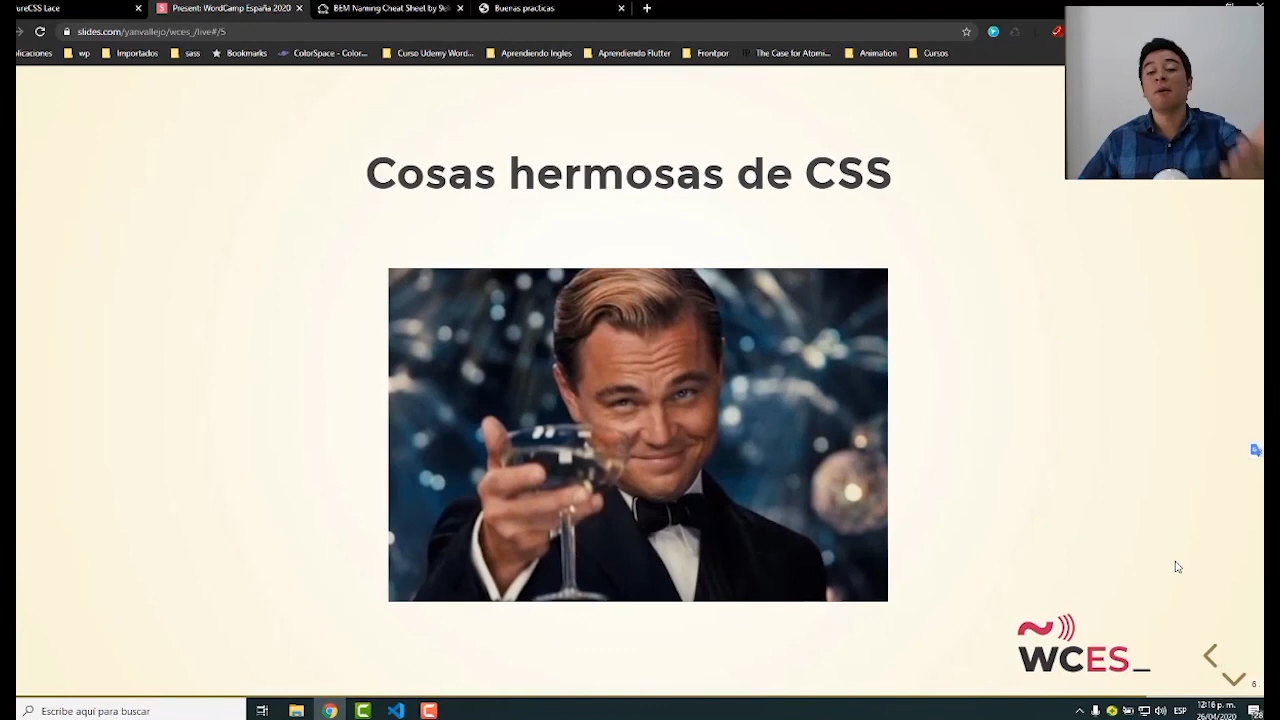 ureCSS Lace
Present: WordCamp España 2020
BEM Naming Cheat Sheet by 9el
Buenas practicas
slides.com/yanvallejo/wces_/live#/5
plicaciones
wp
Importados
sass
Bookmarks
ColorSpace - Color...
Curso Udemy Word...
Aprendiendo Ingles
Aprendiendo Flutter
Frontpor
The Case for Atomi...
Animation
Cursos
Cosas hermosas de CSS
WCES_
6
Escribe aquí para buscar
ESP
12:16 p. m.
26/04/2020